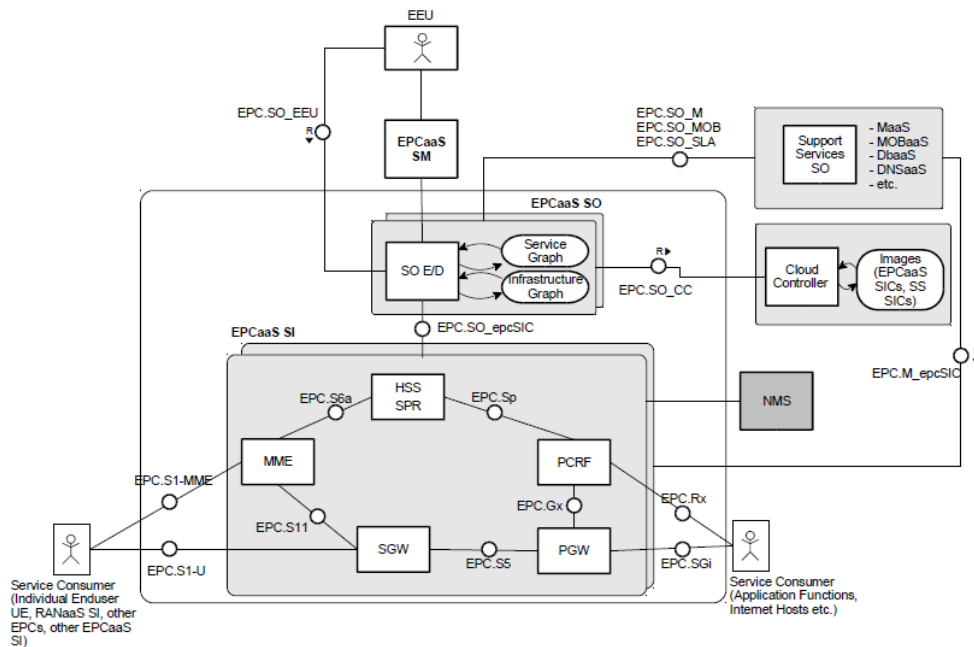 EEU
EPC.SO_EEU
R
EPCaaS
SM
EPC.SO_M
EPC.SO_MOB
EPC.SO_SLA
Support
Services
SO
- MaaS
- MOBaaS
- DbaaS
- DNSaaS
- etc.
EPCaaS SO
SO E/D
Service
Graph
Infrastructure
Graph
R
EPC.SO_CC
Cloud
Controller
Images
(EPCaaS
SICs, SS
SICs)
EPC.SO_epcSIC
EPCaaS SI
EPC.M_epcSIC
HSS
SPR
EPC.S6a
EPC.Sp
NMS
MME
PCRF
EPC.S1-MME
EPC.Rx
EPC.Gx
EPC.S11
SGW
PGW
EPC.S1-U
EPC.S5
EPC.SGi
Service Consumer
(Individual Enduser
UE, RANaaS SI, other
EPCs, other EPCaaS
SI)
Service Consumer
(Application Functions,
Internet Hosts etc.)